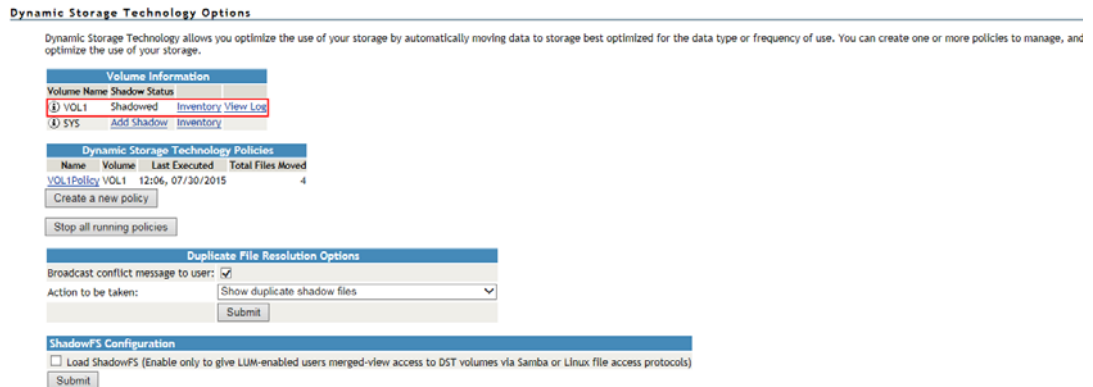 Dynamic Storage Technology Options
Dynamic Storage Technology allows you optimize the use of your storage by automatically moving data to storage best optimized for the data type or frequency of use. You can create one or more policies to manage, and
optimize the use of your storage.
Volume Information
Volume Name Shadow Status
VOL1 Shadowed Inventory View Log
SYS Add Shadow Inventory
Dynamic Storage Technology Policies
Name Volume Last Executed Total Files Moved
VOL1Policy VOL1 12:06, 07/30/2015 4
Create a new policy
Stop all running policies
Duplicate File Resolution Options
Broadcast conflict message to user:
Action to be taken: Show duplicate shadow files
Submit
ShadowFS Configuration
Load ShadowFS (Enable only to give LUM-enabled users merged-view access to DST volumes via Samba or Linux file access protocols)
Submit